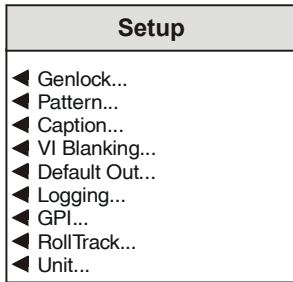 Setup
Genlock...
Pattern...
Caption...
VI Blanking...
Default Out...
Logging...
GPI...
RollTrack...
Unit...